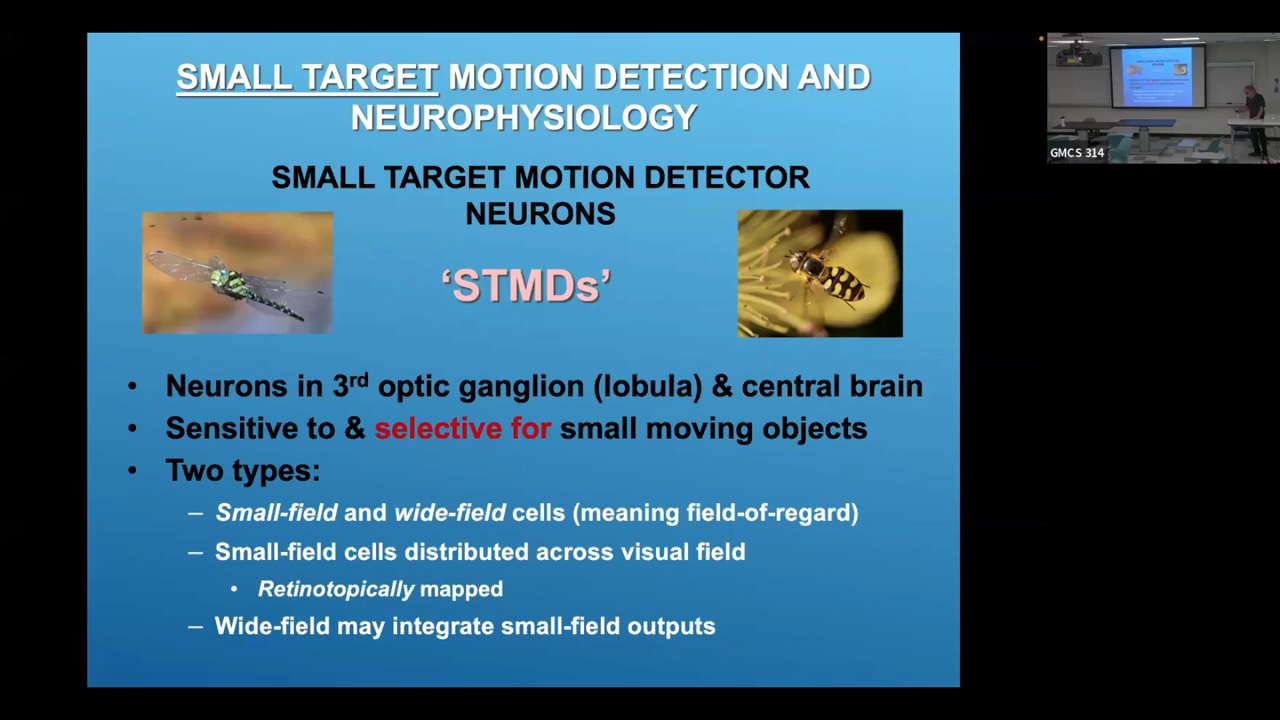 SMALL TARGET MOTION DETECTION AND
NEUROPHYSIOLOGY
SMALL TARGET MOTION DETECTOR
NEURONS
‘STMDs’
• Neurons in 3rd optic ganglion (lobula) & central brain
• Sensitive to & selective for small moving objects
• Two types:
– Small-field and wide-field cells (meaning field-of-regard)
– Small-field cells distributed across visual field
• Retinotopically mapped
– Wide-field may integrate small-field outputs
GMCS 314